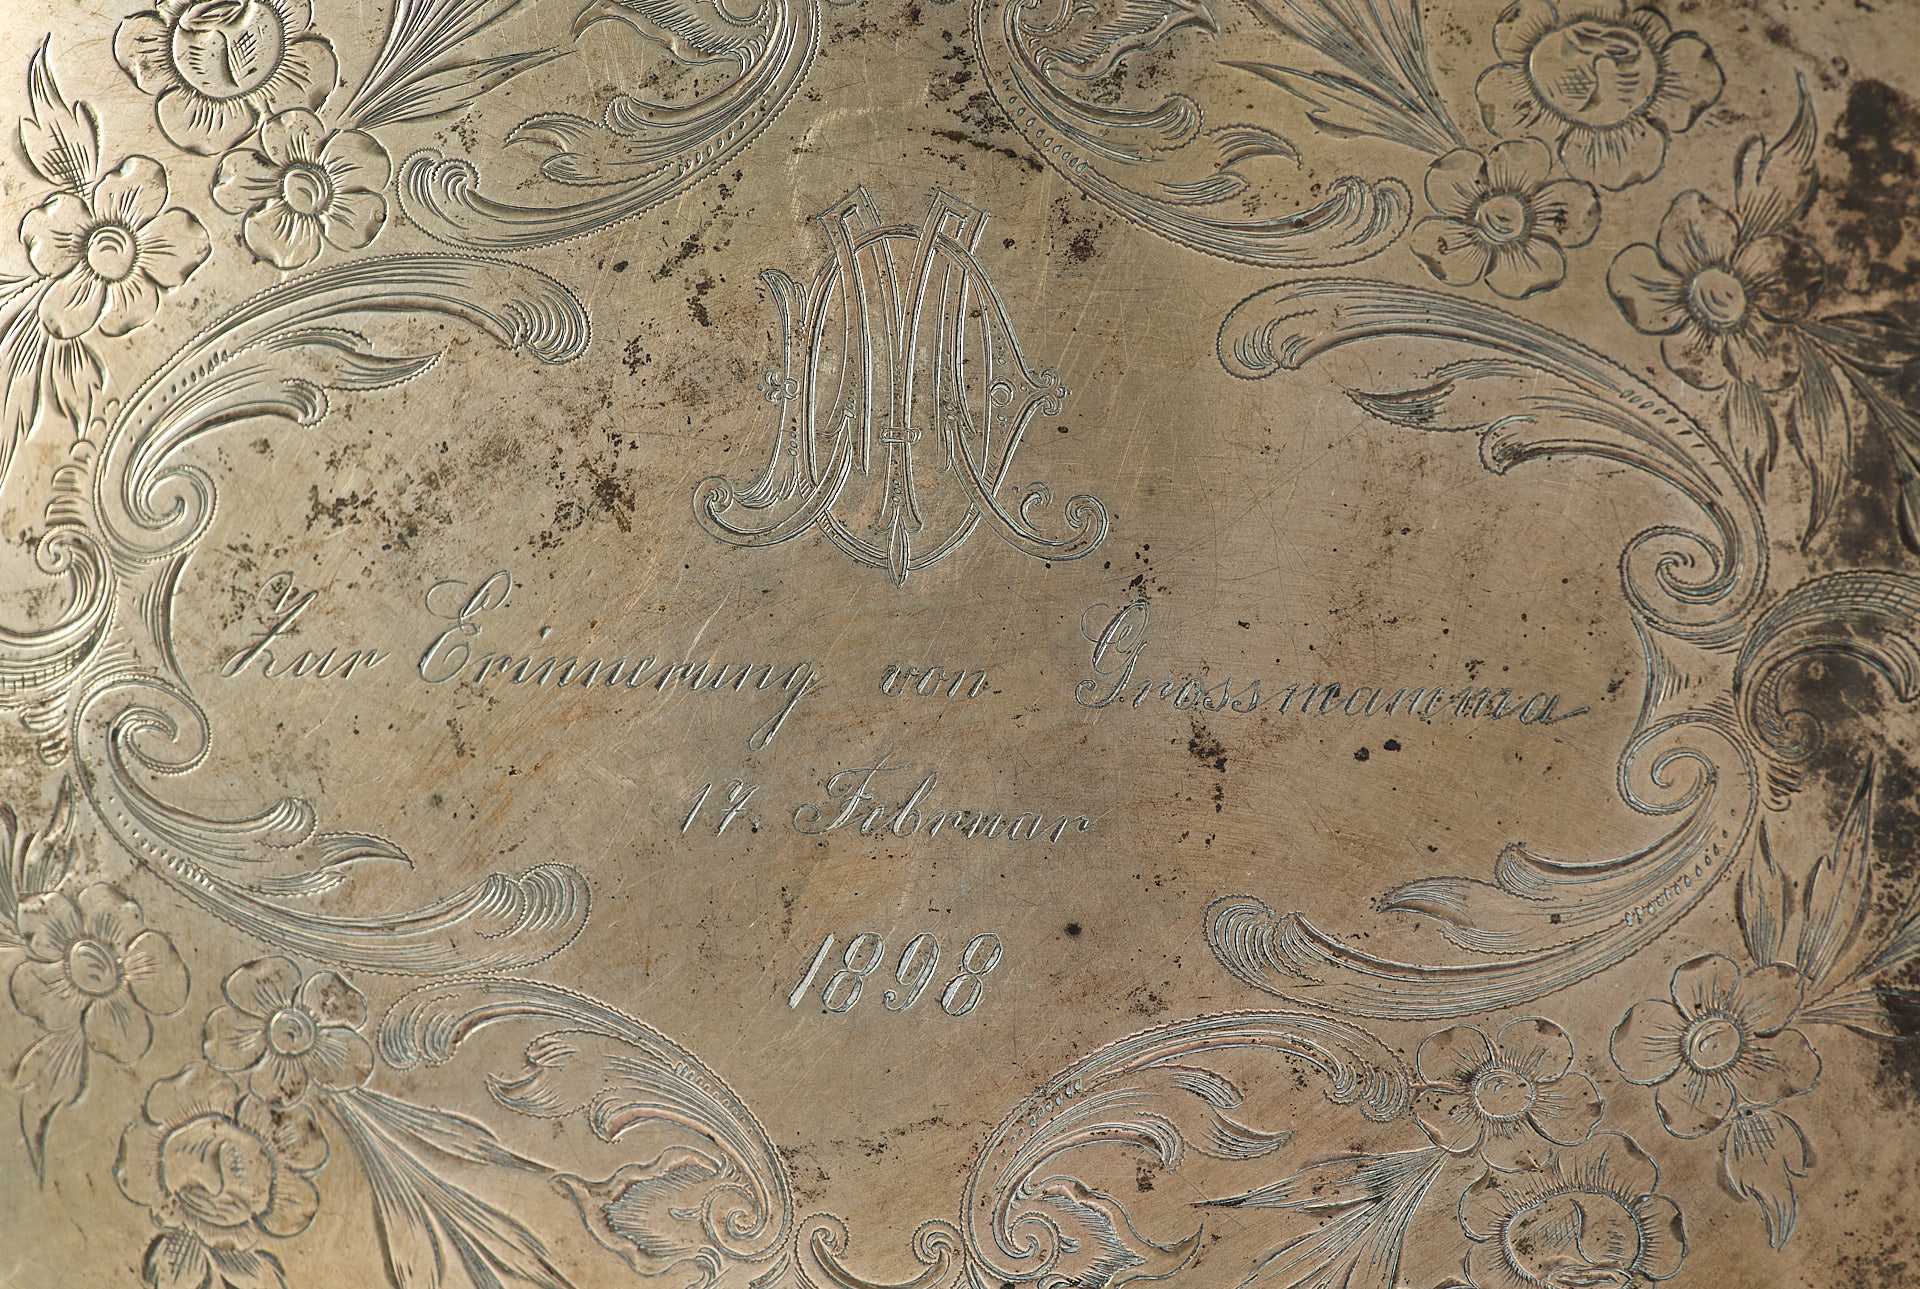 Zur Erinnerung von Grossmamma
17. Februar
1898